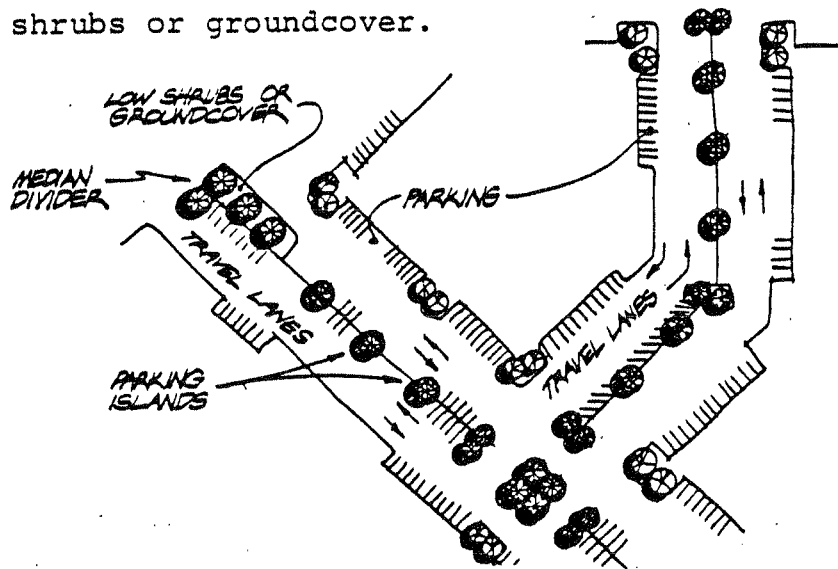 shrubs or groundcover.
LOW SHRUBS OR
GROUNDCOVER
MEDIAN
DIVIDER
PARKING
TRAVEL LANES
TRAVEL LANES
PARKING
ISLANDS